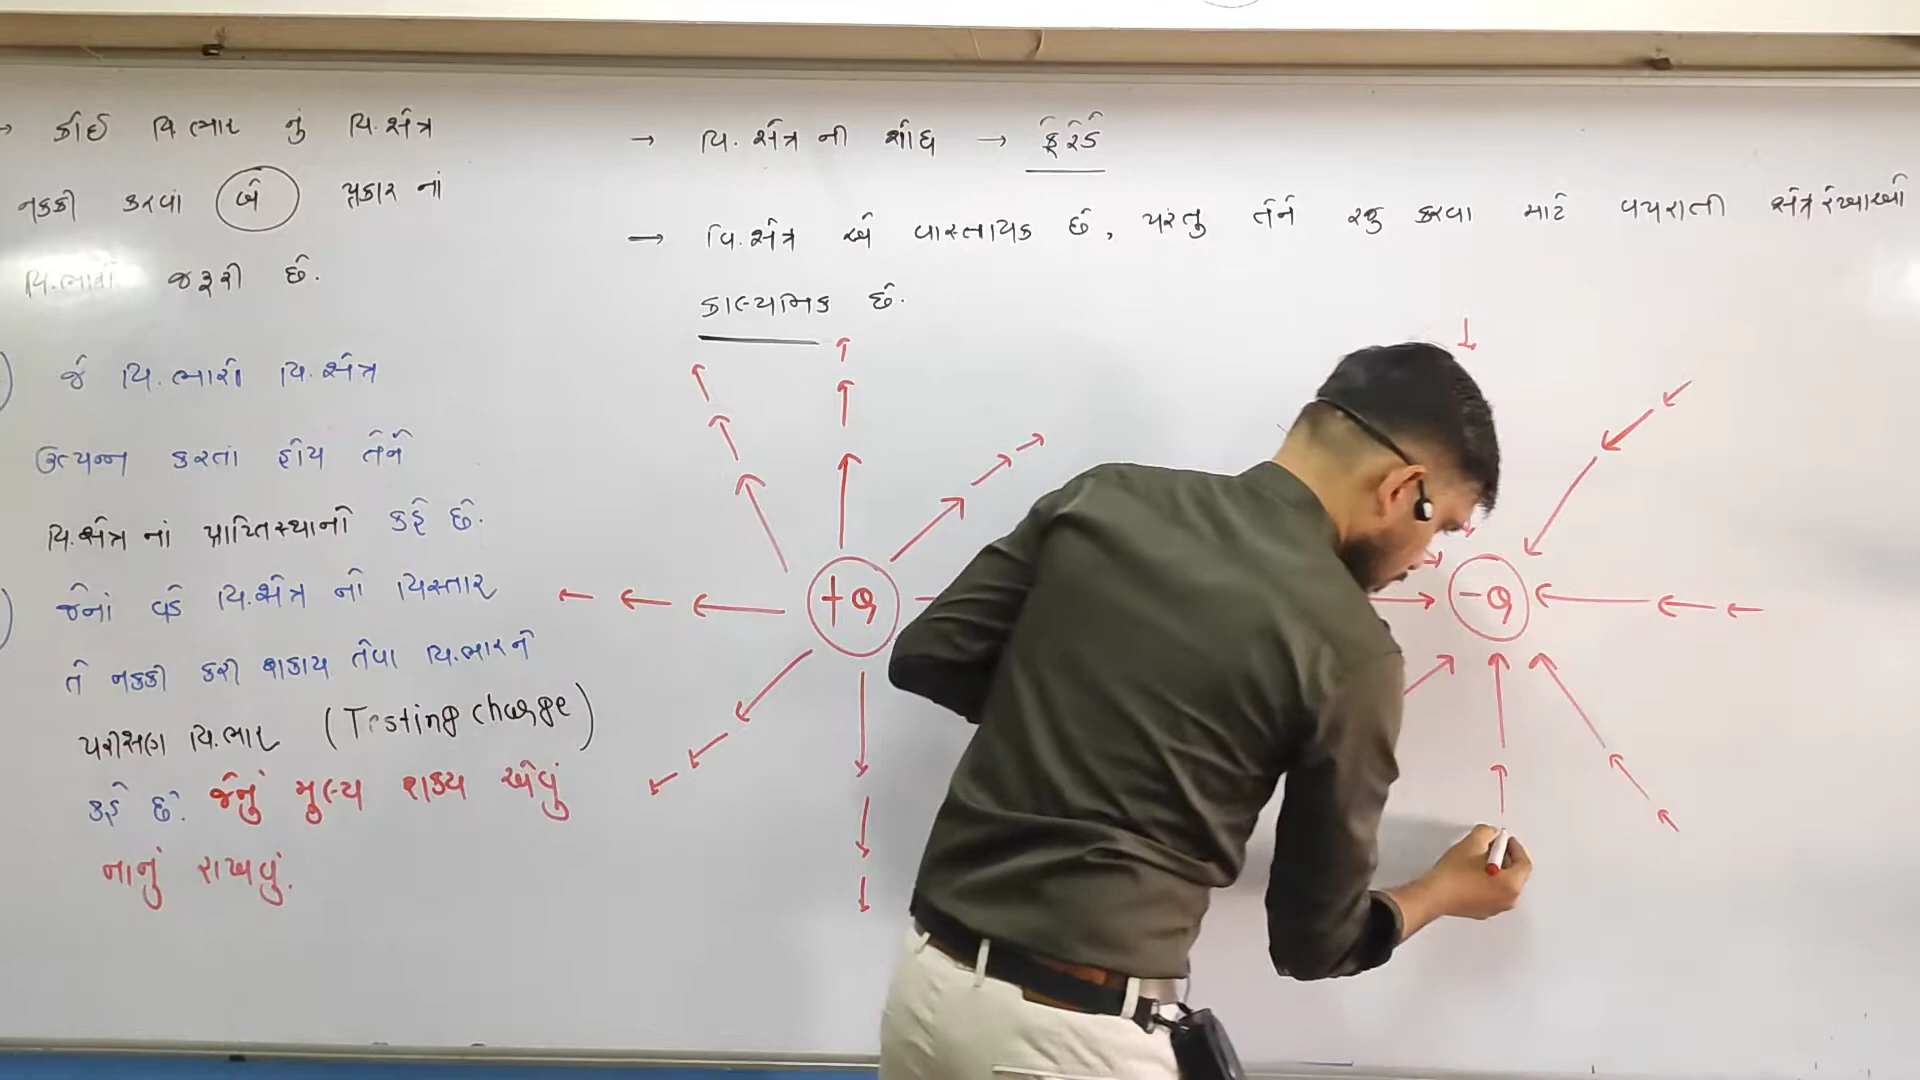 → કોઈ વિ.ભાર નું વિ.ક્ષેત્ર
નક્કી કરવાં બે પ્રકાર નાં
વિ.ભારો જરૂરી છે.
જે વિ.ભારો વિ.ક્ષેત્ર
ઉત્પન્ન કરતાં હોય તેને
વિ.ક્ષેત્ર નાં પ્રાપ્તિસ્થાનો કહે છે.
જેનાં વડે વિ.ક્ષેત્ર નો વિસ્તાર
તે નક્કી કરી શકાય તેવા વિ.ભારને
પરીક્ષણ વિ.ભાર (Testing charge)
કહે છે. જેનું મૂલ્ય શક્ય એવું
નાનું રાખવું.
→ વિ.ક્ષેત્ર ની શોધ → ફેરેડે
→ વિ.ક્ષેત્ર એ વાસ્તવિક છે, પરંતુ તેને રજુ કરવા માટે વપરાતી ક્ષેત્રરેખાઓ
કાલ્પનિક છે.
+Q
-Q